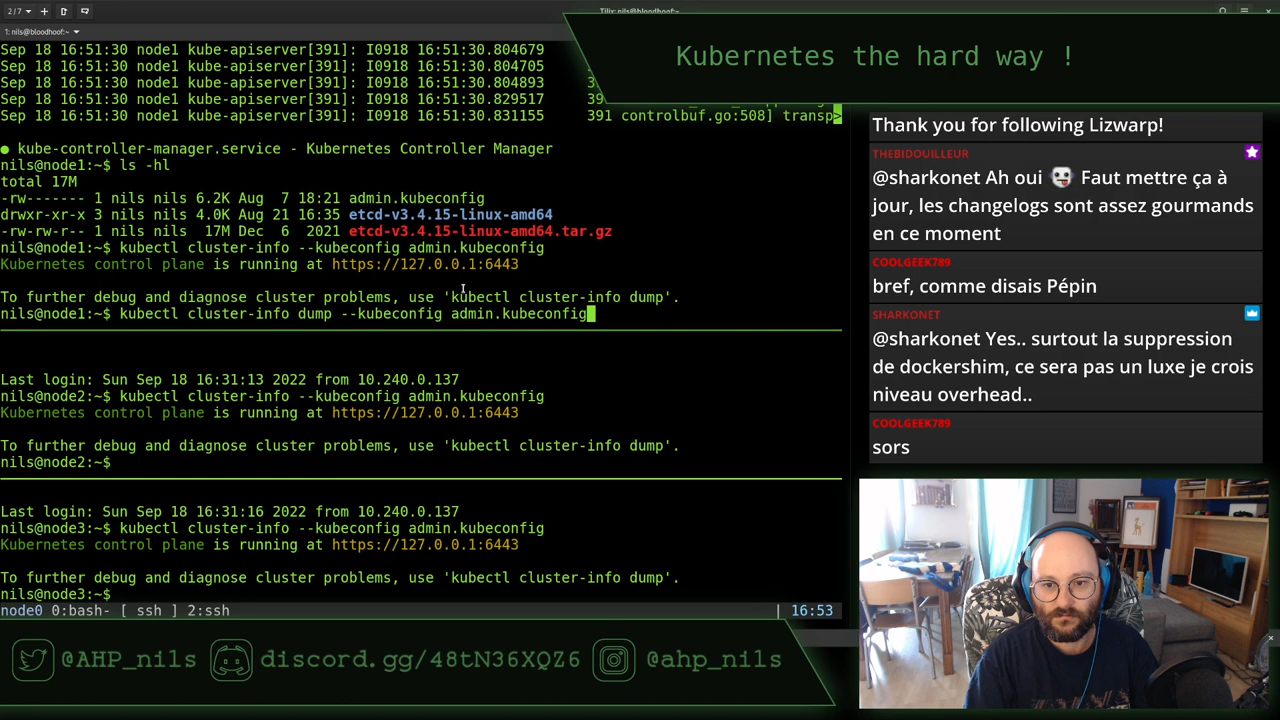 2/7
Tilix: nils@bloodhoof:~
1: nils@bloodhoof:~
Kubernetes the hard way !
Sep 18 16:51:30 node1 kube-apiserver[391]: I0918 16:51:30.804679
Sep 18 16:51:30 node1 kube-apiserver[391]: I0918 16:51:30.804705
Sep 18 16:51:30 node1 kube-apiserver[391]: I0918 16:51:30.804893
Sep 18 16:51:30 node1 kube-apiserver[391]: I0918 16:51:30.829517 39
Sep 18 16:51:30 node1 kube-apiserver[391]: I0918 16:51:30.831155 391 controlbuf.go:508] transp>
● kube-controller-manager.service - Kubernetes Controller Manager
nils@node1:~$ ls -hl
total 17M
-rw------- 1 nils nils 6.2K Aug 7 18:21 admin.kubeconfig
drwxr-xr-x 3 nils nils 4.0K Aug 21 16:35 etcd-v3.4.15-linux-amd64
-rw-rw-r-- 1 nils nils 17M Dec 6 2021 etcd-v3.4.15-linux-amd64.tar.gz
nils@node1:~$ kubectl cluster-info --kubeconfig admin.kubeconfig
Kubernetes control plane is running at https://127.0.0.1:6443
To further debug and diagnose cluster problems, use 'kubectl cluster-info dump'.
nils@node1:~$ kubectl cluster-info dump --kubeconfig admin.kubeconfig
Last login: Sun Sep 18 16:31:13 2022 from 10.240.0.137
nils@node2:~$ kubectl cluster-info --kubeconfig admin.kubeconfig
Kubernetes control plane is running at https://127.0.0.1:6443
To further debug and diagnose cluster problems, use 'kubectl cluster-info dump'.
nils@node2:~$
Last login: Sun Sep 18 16:31:16 2022 from 10.240.0.137
nils@node3:~$ kubectl cluster-info --kubeconfig admin.kubeconfig
Kubernetes control plane is running at https://127.0.0.1:6443
To further debug and diagnose cluster problems, use 'kubectl cluster-info dump'.
nils@node3:~$
node0 0:bash- [ ssh ] 2:ssh | 16:53
Thank you for following Lizwarp!
THEBIDOUILLEUR
@sharkonet Ah oui Faut mettre ça à
jour, les changelogs sont assez gourmands
en ce moment
COOLGEEK789
bref, comme disais Pépin
SHARKONET
@sharkonet Yes.. surtout la suppression
de dockershim, ce sera pas un luxe je crois
niveau overhead..
COOLGEEK789
sors
@AHP_nils
discord.gg/48tN36XQZ6
@ahp_nils